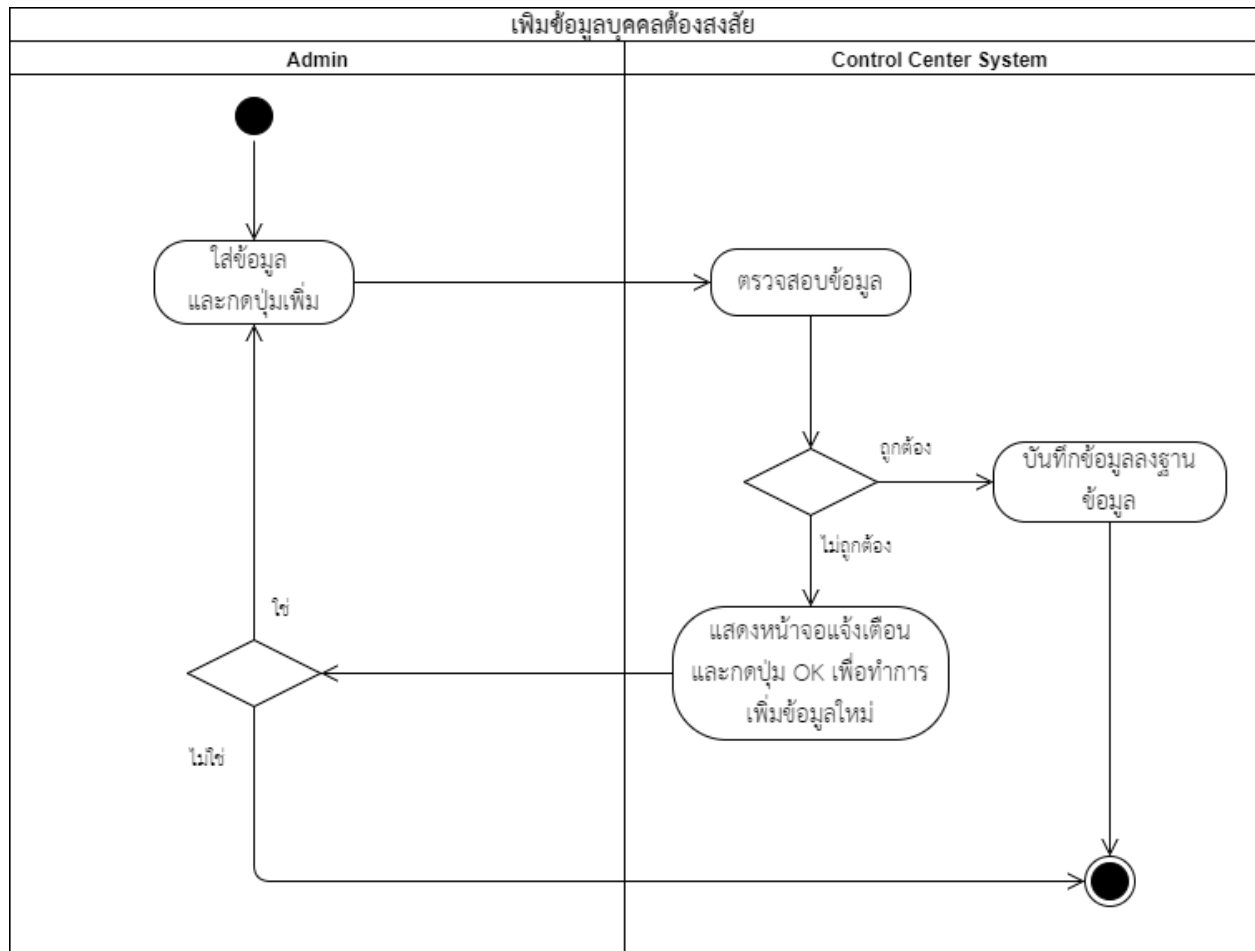 เพิ่มข้อมูลบุคคลต้องสงสัย
Admin
Control Center System
ใส่ข้อมูล
และกดปุ่มเพิ่ม
ตรวจสอบข้อมูล
ถูกต้อง
บันทึกข้อมูลลงฐาน
ข้อมูล
ไม่ถูกต้อง
แสดงหน้าจอแจ้งเตือน
และกดปุ่ม OK เพื่อทำการ
เพิ่มข้อมูลใหม่
ใช่
ไม่ใช่